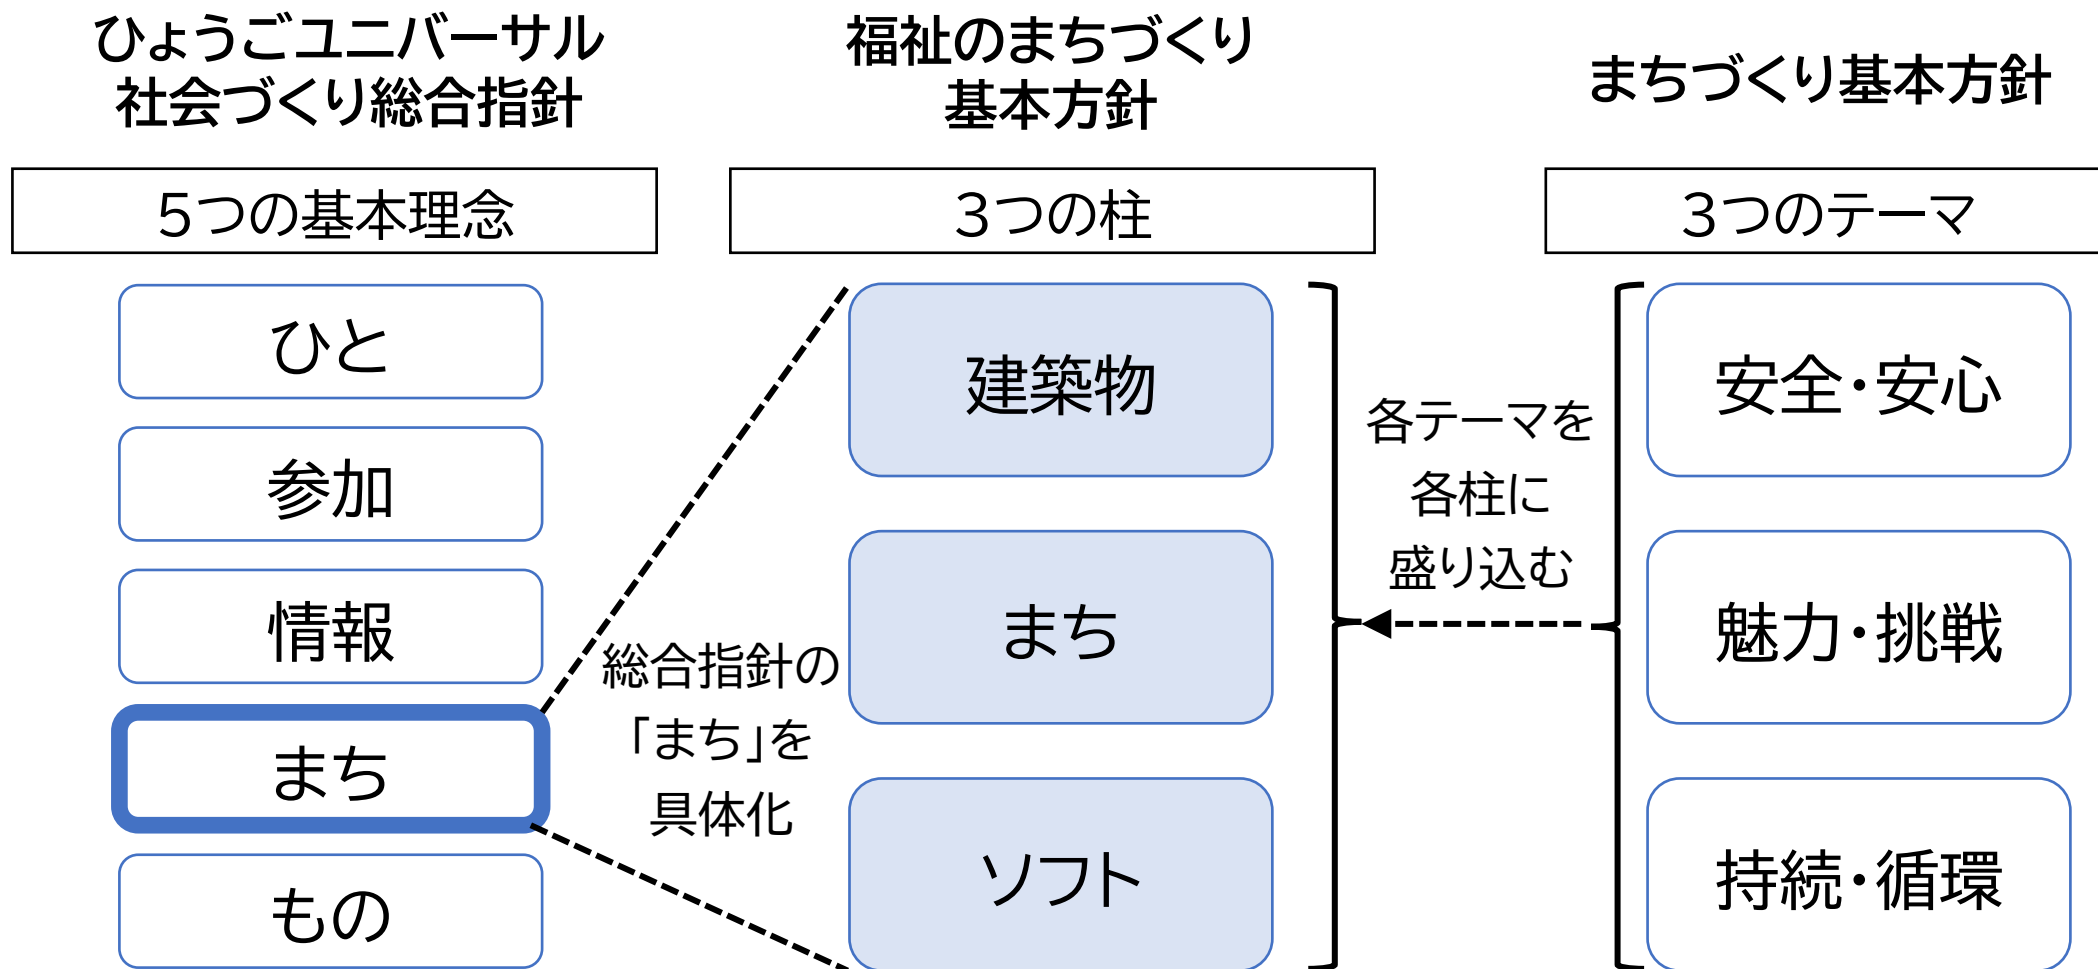 ひょうごユニバーサル
社会づくり総合指針
5つの基本理念
ひと
参加
情報
まち
もの
総合指針の
「まち」を
具体化
福祉のまちづくり
基本方針
3つの柱
建築物
まち
ソフト
各テーマを
各柱に
盛り込む
まちづくり基本方針
3つのテーマ
安全・安心
魅力・挑戦
持続・循環